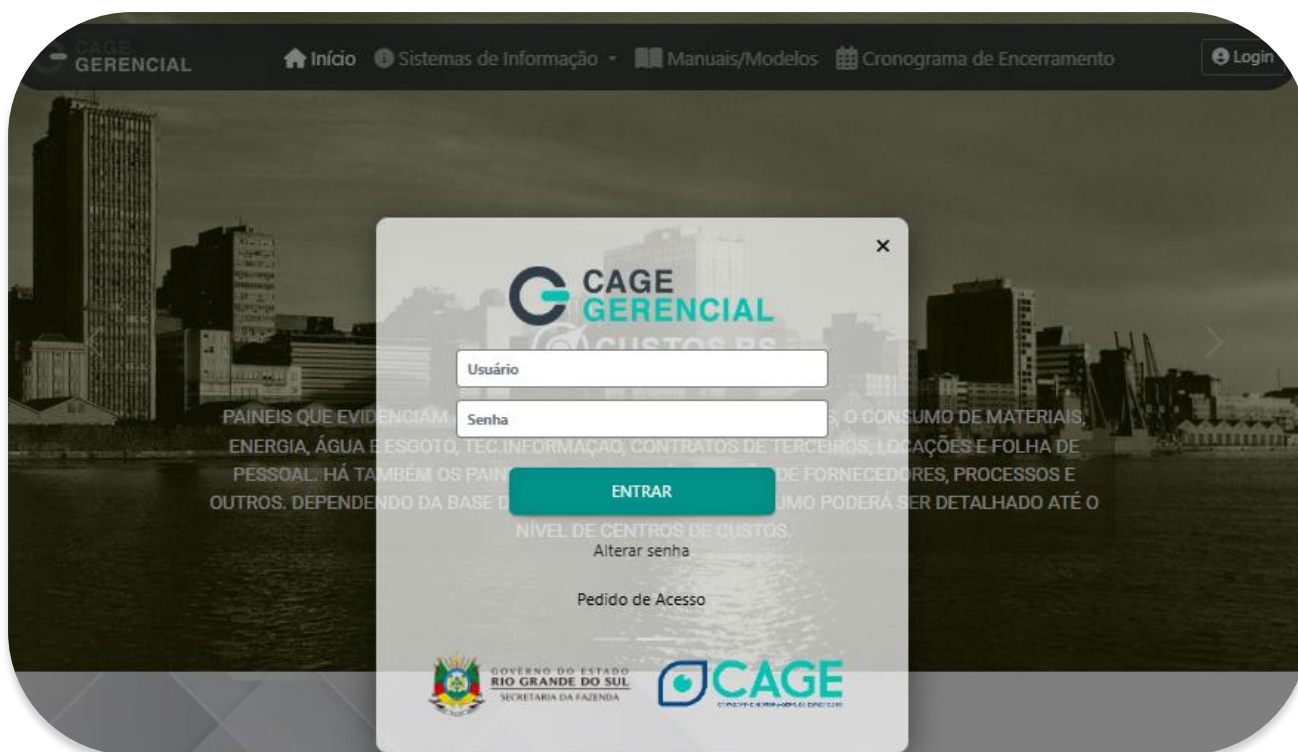 CAGE
GERENCIAL
Início
Sistemas de Informação
Manuais/Modelos
Cronograma de Encerramento
Login
CAGE
GERENCIAL
CUSTOS RS
Usuário
Senha
PAINEIS QUE EVIDENCIAM O CONSUMO DE MATERIAIS,
ENERGIA, ÁGUA E ESGOTO, TEC.INFORMAÇÃO, CONTRATOS DE TERCEIROS, LOCAÇÕES E FOLHA DE
PESSOAL. HÁ TAMBÉM OS DE FORNECEDORES, PROCESSOS E
OUTROS. DEPENDENDO DA BASE PODERÁ SER DETALHADO ATÉ O
NÍVEL DE CENTROS DE CUSTOS.
ENTRAR
Alterar senha
Pedido de Acesso
GOVERNO DO ESTADO
RIO GRANDE DO SUL
SECRETARIA DA FAZENDA
CAGE